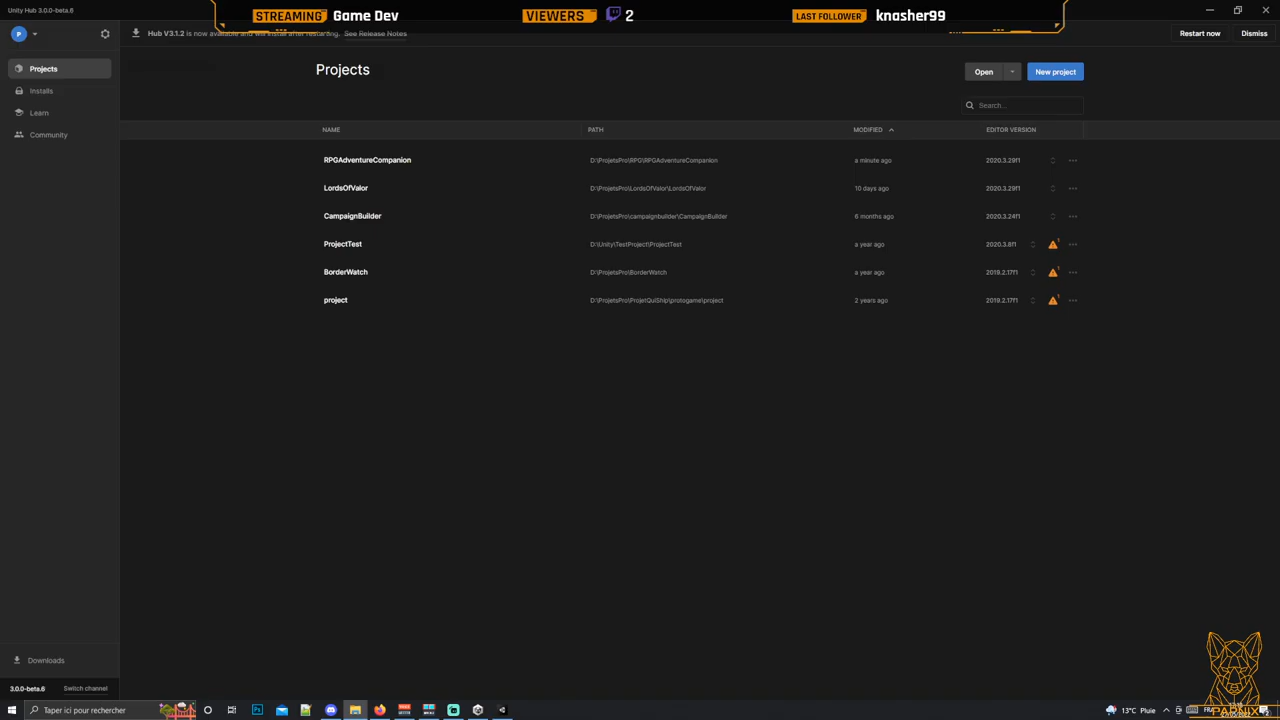 Unity Hub 3.0.0-beta.6
STREAMING Game Dev
VIEWERS 2
LAST FOLLOWER knasher99
P
Hub V3.1.2 is now available and will install after restarting. See Release Notes
Restart now
Dismiss
Projects
Installs
Learn
Community
Projects
Open
New project
Search...
NAME PATH MODIFIED EDITOR VERSION
RPGAdventureCompanion D:\ProjetsPro\RPG\RPGAdventureCompanion a minute ago 2020.3.29f1
LordsOfValor D:\ProjetsPro\LordsOfValor\LordsOfValor 10 days ago 2020.3.29f1
CampaignBuilder D:\ProjetsPro\campaignbuilder\CampaignBuilder 6 months ago 2020.3.24f1
ProjectTest D:\Unity\TestProject\ProjectTest a year ago 2020.3.8f1
BorderWatch D:\ProjetsPro\BorderWatch a year ago 2019.2.17f1
project D:\ProjetsPro\ProjetQuiShip\protogame\project 2 years ago 2019.2.17f1
Downloads
3.0.0-beta.6 Switch channel
Taper ici pour rechercher
Ps
13°C Pluie
FRA